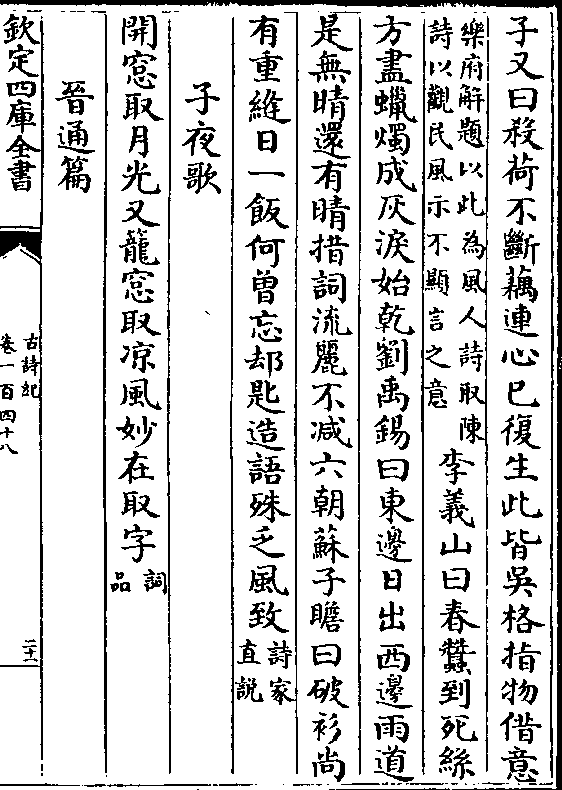 子又曰殺荷不斷藕連心已復生此皆吳格指物借意
樂府解題以此為風人詩取陳
詩以觀民風示不顯言之意
李義山曰春蠶到死絲
方盡蠟燭成灰淚始乾劉禹錫曰東邊日出西邊雨道
是無晴還有晴措詞流麗不减六朝蘇子瞻曰破衫尚
有重縫日一飯何曾忘却匙造語殊乏風致
詩家
直說
子夜歌
開窓取月光又籠窓取凉風妙在取字
詞
品
晉通篇
欽定四庫全書
古詩紀
卷一百四十八